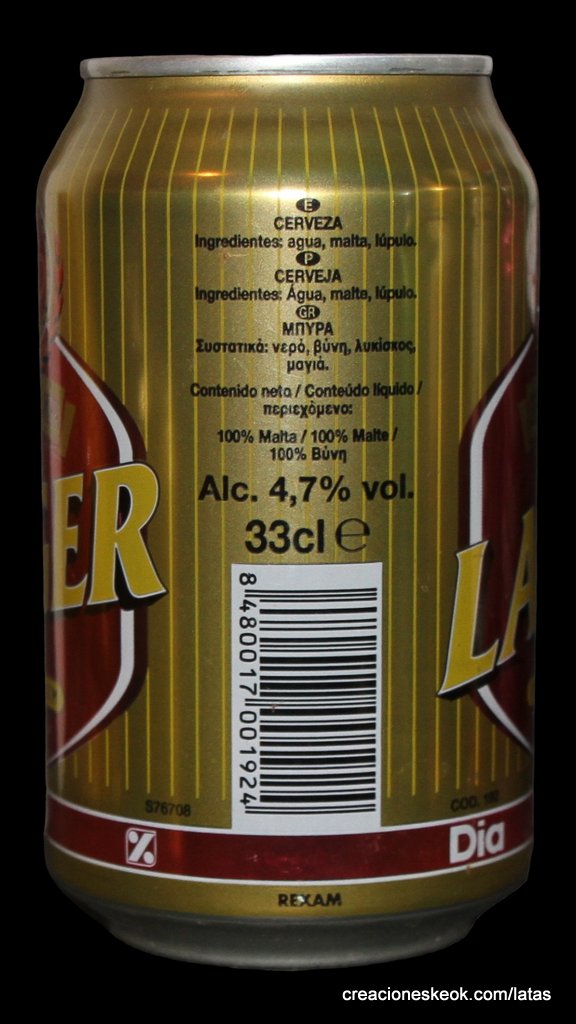 E
CERVEZA
Ingredientes: agua, malta, lúpulo.
P
CERVEJA
Ingredientes: Água, malte, lúpulo.
GR
ΜΠΥΡΑ
Συστατικά: νερό, βύνη, λυκίσκος,
μαγιά.
Contenido neto / Conteúdo líquido /
περιεχόμενο:
100% Malta / 100% Malte /
100% Βύνη
Alc. 4,7% vol.
33cl e
ER
LA
8 480017 001924
S76708
COD. 192
%
Dia
REXAM
creacioneskeok.com/latas